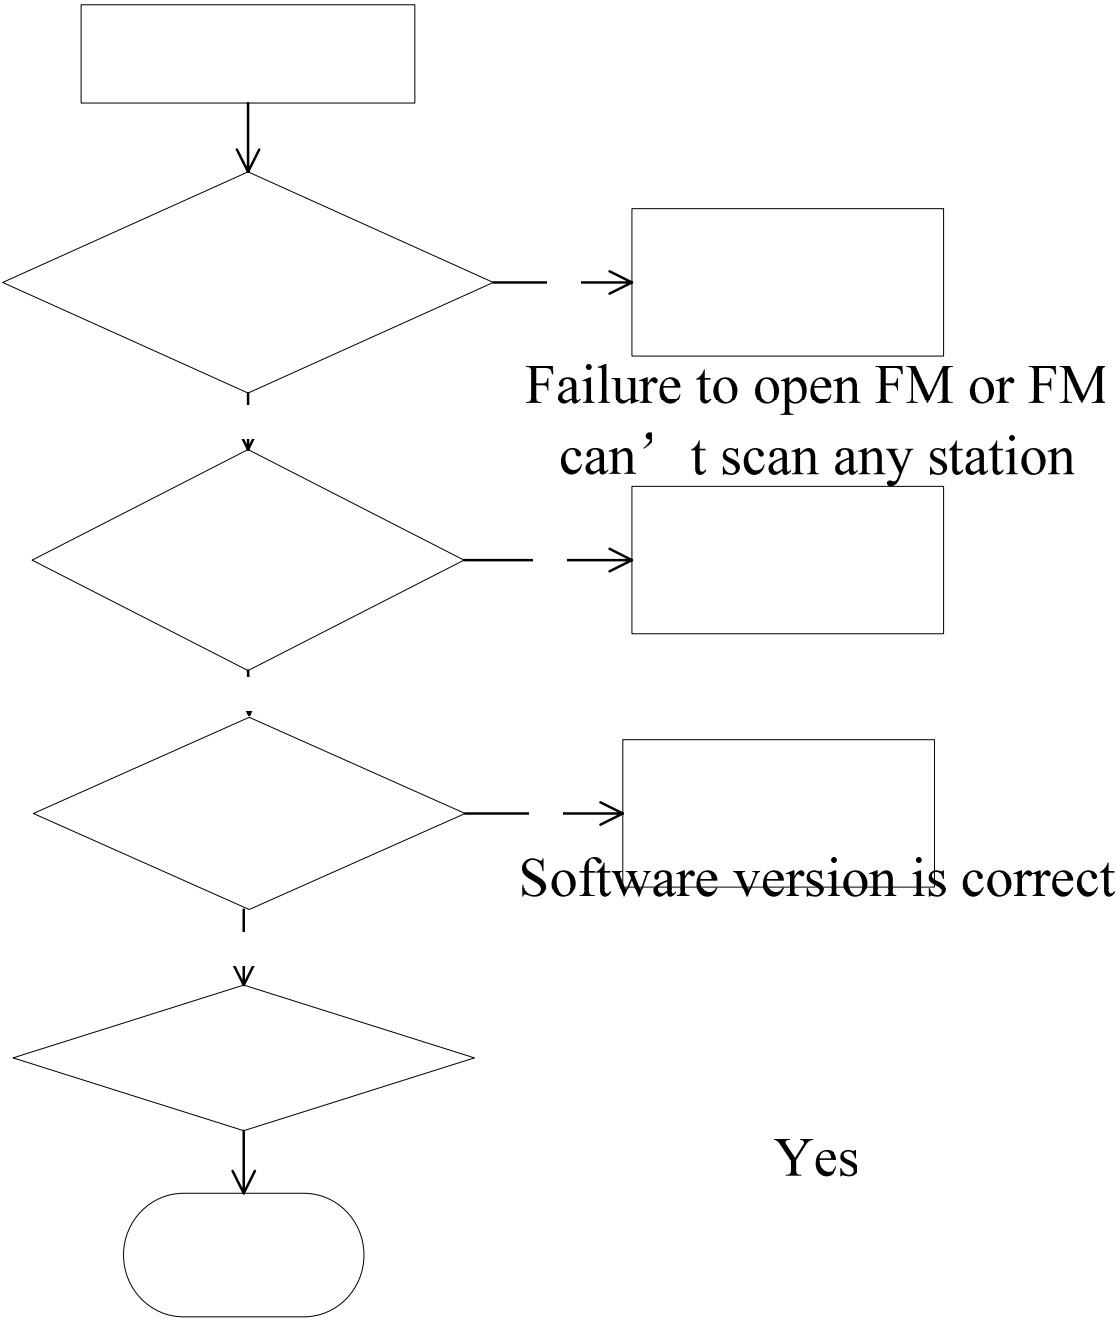 Failure to open FM or FM
can’ t scan any station
Software version is correct
Yes